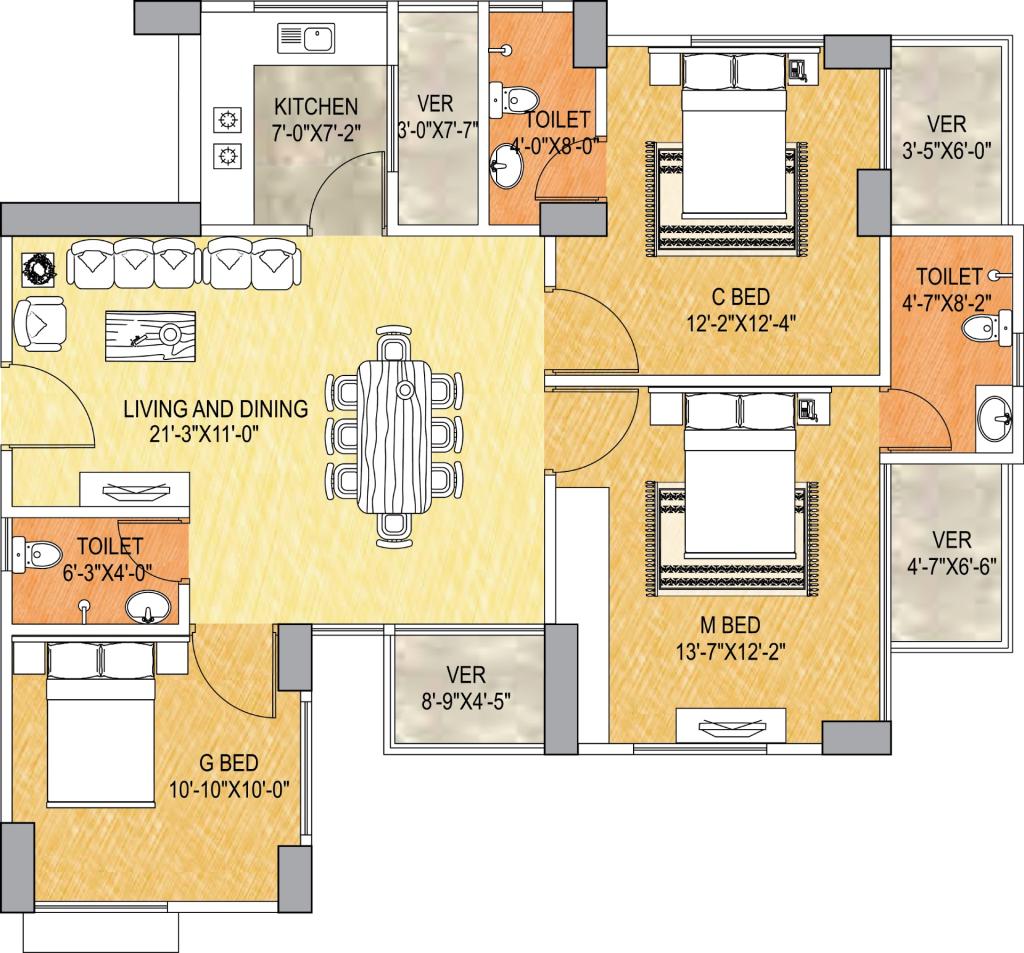 KITCHEN
7'-0"X7'-2"
VER
3'-0"X7'-7"
TOILET
4'-0"X8'-0"
VER
3'-5"X6'-0"
C BED
12'-2"X12'-4"
TOILET
4'-7"X8'-2"
LIVING AND DINING
21'-3"X11'-0"
TOILET
6'-3"X4'-0"
VER
4'-7"X6'-6"
M BED
13'-7"X12'-2"
VER
8'-9"X4'-5"
G BED
10'-10"X10'-0"